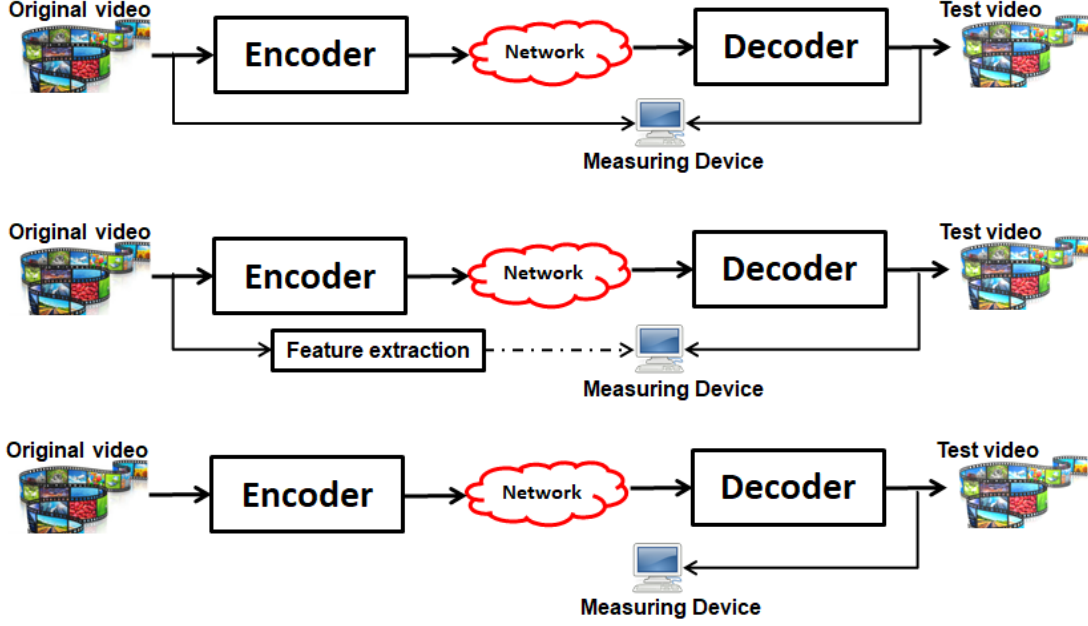 Original video
Test video
Encoder
Network
Decoder
Measuring Device
Original video
Test video
Encoder
Network
Decoder
Feature extraction
Measuring Device
Original video
Test video
Encoder
Network
Decoder
Measuring Device